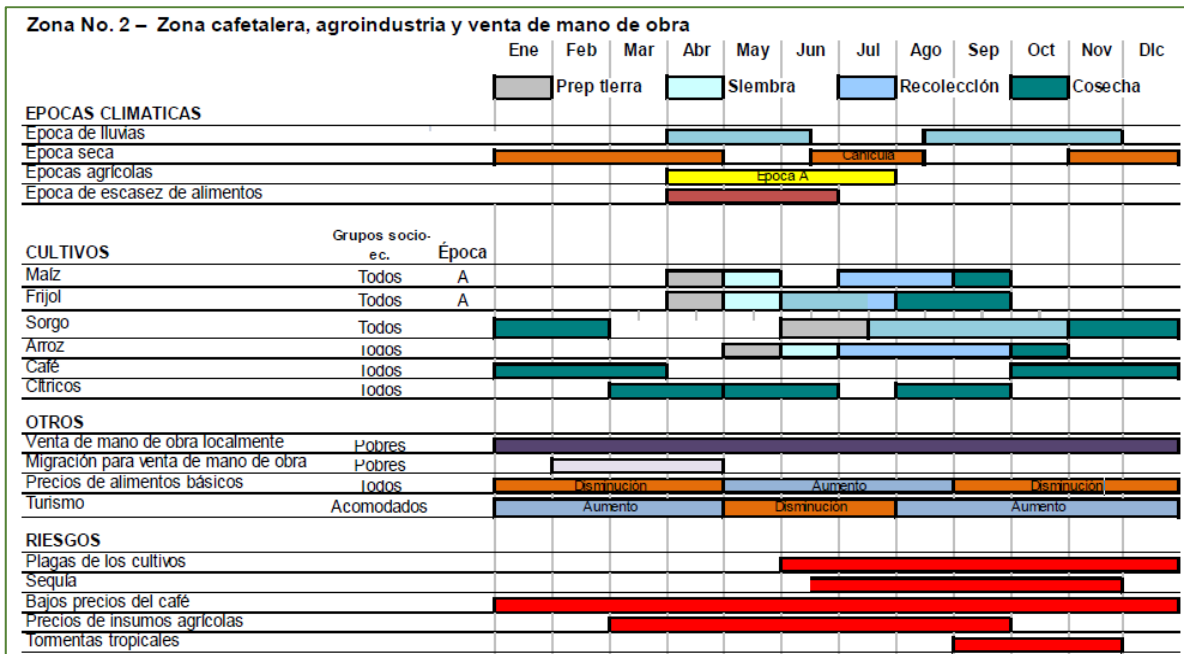 Zona No. 2 – Zona cafetalera, agroindustria y venta de mano de obra
Ene Feb Mar Abr May Jun Jul Ago Sep Oct Nov Dic
Prep tierra Siembra Recolección Cosecha
EPOCAS CLIMATICAS
Epoca de lluvias
Epoca seca Canícula
Epocas agrícolas Epoca A
Epoca de escasez de alimentos
CULTIVOS Grupos socio-ec. Época
Maíz Todos A
Frijol Todos A
Sorgo Todos
Arroz Todos
Café Todos
Cítricos Todos
OTROS
Venta de mano de obra localmente Pobres
Migración para venta de mano de obra Pobres
Precios de alimentos básicos Todos Disminución Aumento Disminución
Turismo Acomodados Aumento Disminución Aumento
RIESGOS
Plagas de los cultivos
Sequía
Bajos precios del café
Precios de insumos agrícolas
Tormentas tropicales